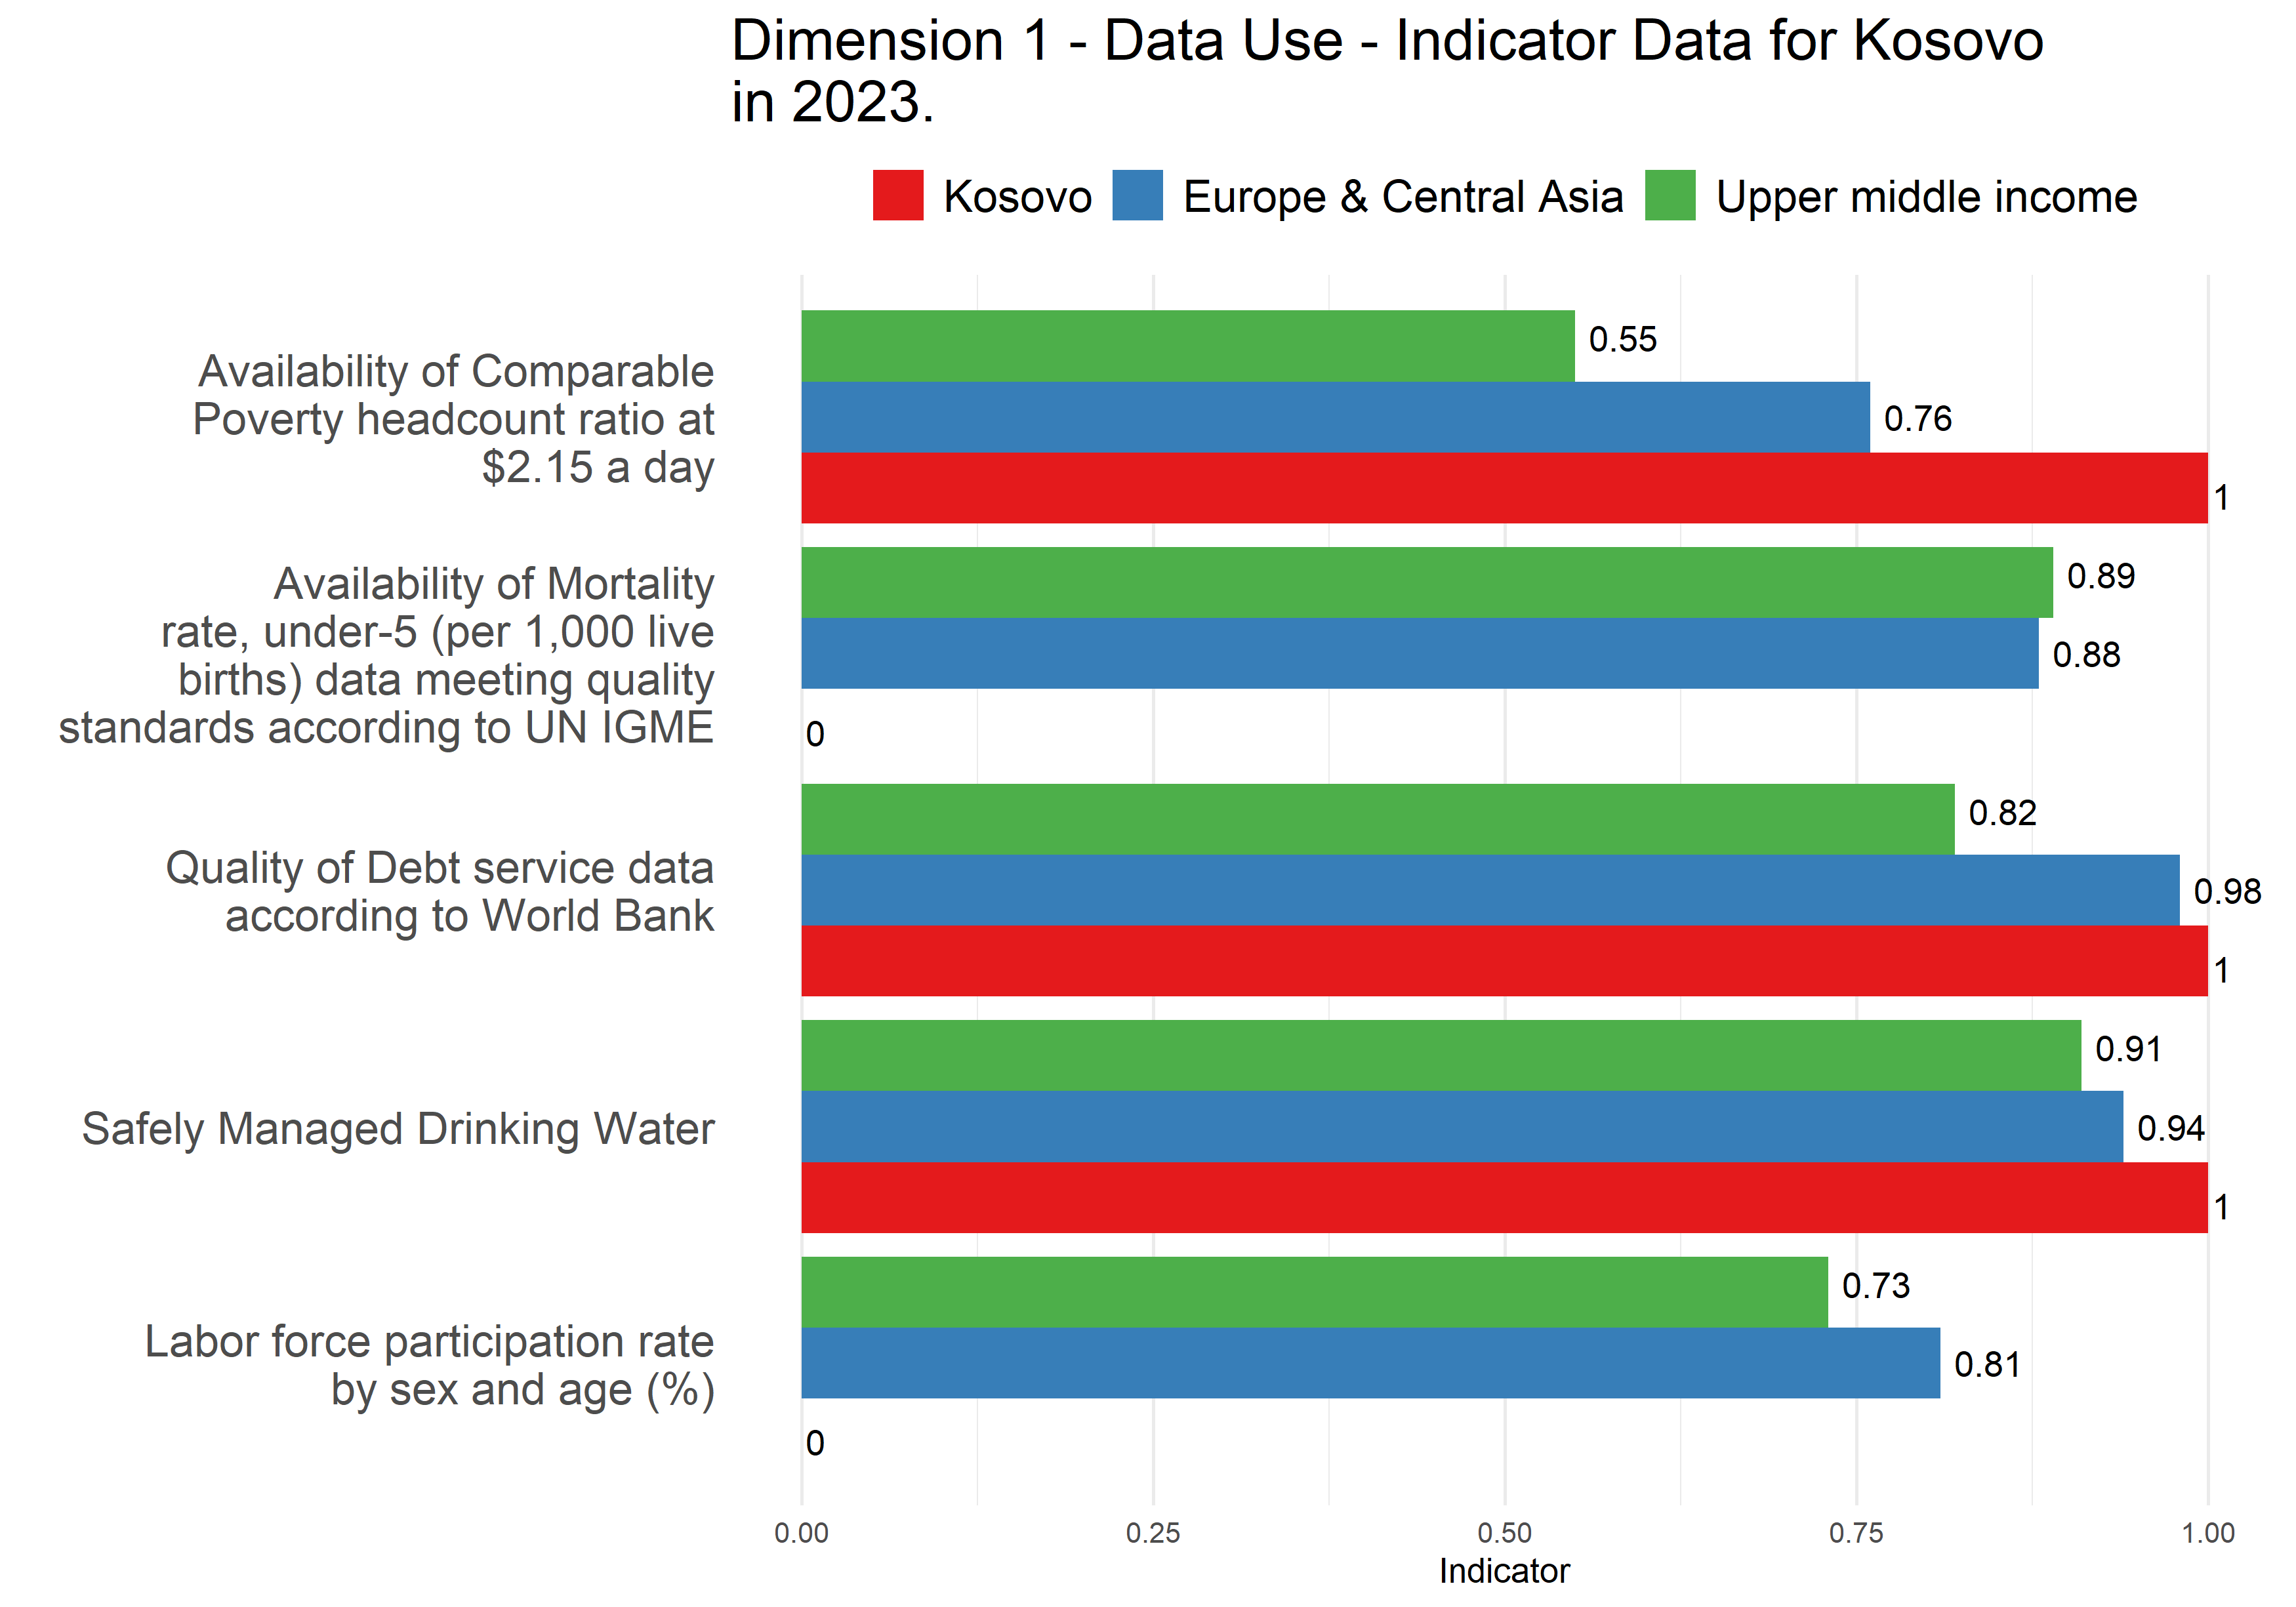 Dimension 1 - Data Use - Indicator Data for Kosovo
in 2023.
Kosovo Europe & Central Asia Upper middle income
Availability of Comparable
Poverty headcount ratio at
$2.15 a day
0.55
0.76
1
Availability of Mortality
rate, under-5 (per 1,000 live
births) data meeting quality
standards according to UN IGME
0.89
0.88
0
Quality of Debt service data
according to World Bank
0.82
0.98
1
Safely Managed Drinking Water
0.91
0.94
1
Labor force participation rate
by sex and age (%)
0.73
0.81
0
0.00 0.25 0.50 0.75 1.00
Indicator